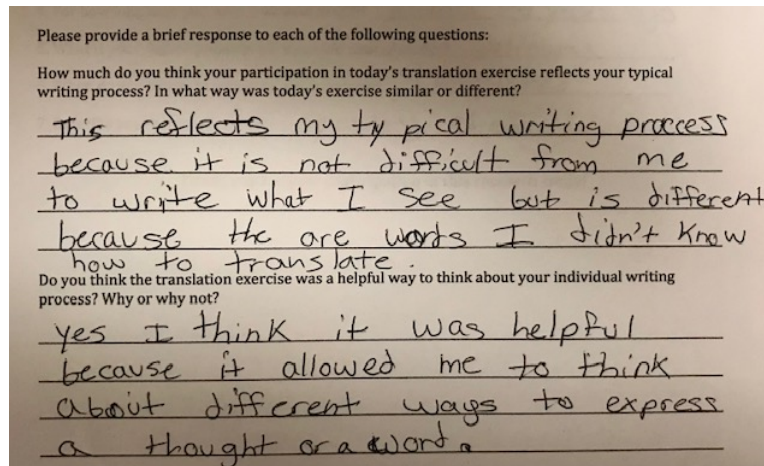 Please provide a brief response to each of the following questions:
How much do you think your participation in today's translation exercise reflects your typical
writing process? In what way was today's exercise similar or different?
This reflects my ty pical writing proccess
because it is not difficult from me
to write what I see but is different
because the are words I didn't know
how to translate.
Do you think the translation exercise was a helpful way to think about your individual writing
process? Why or why not?
yes I think it was helpful
because it allowed me to think
about different ways to express
a thought or a word.